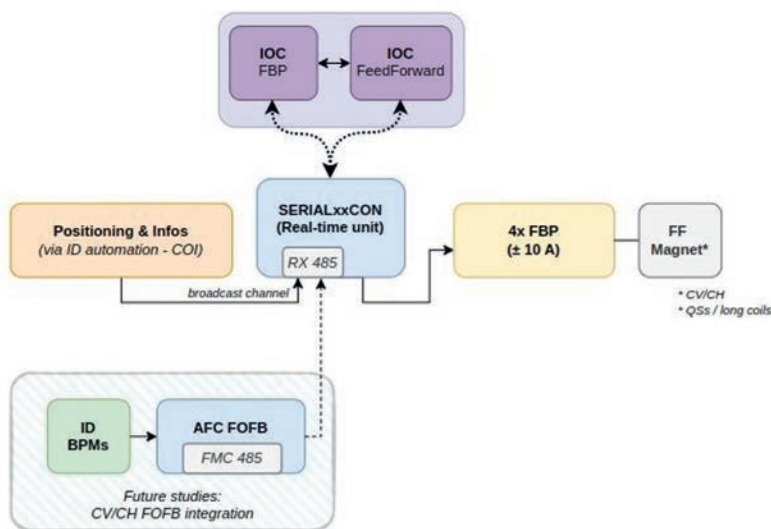 IOC
FBP
IOC
FeedForward
SERIALxxCON
(Real-time unit)
RX 485
Positioning & Infos
(via ID automation - COI)
broadcast channel
4x FBP
(± 10 A)
FF
Magnet*
* CV/CH
* QSs / long coils
ID
BPMs
AFC FOFB
FMC 485
Future studies:
CV/CH FOFB integration